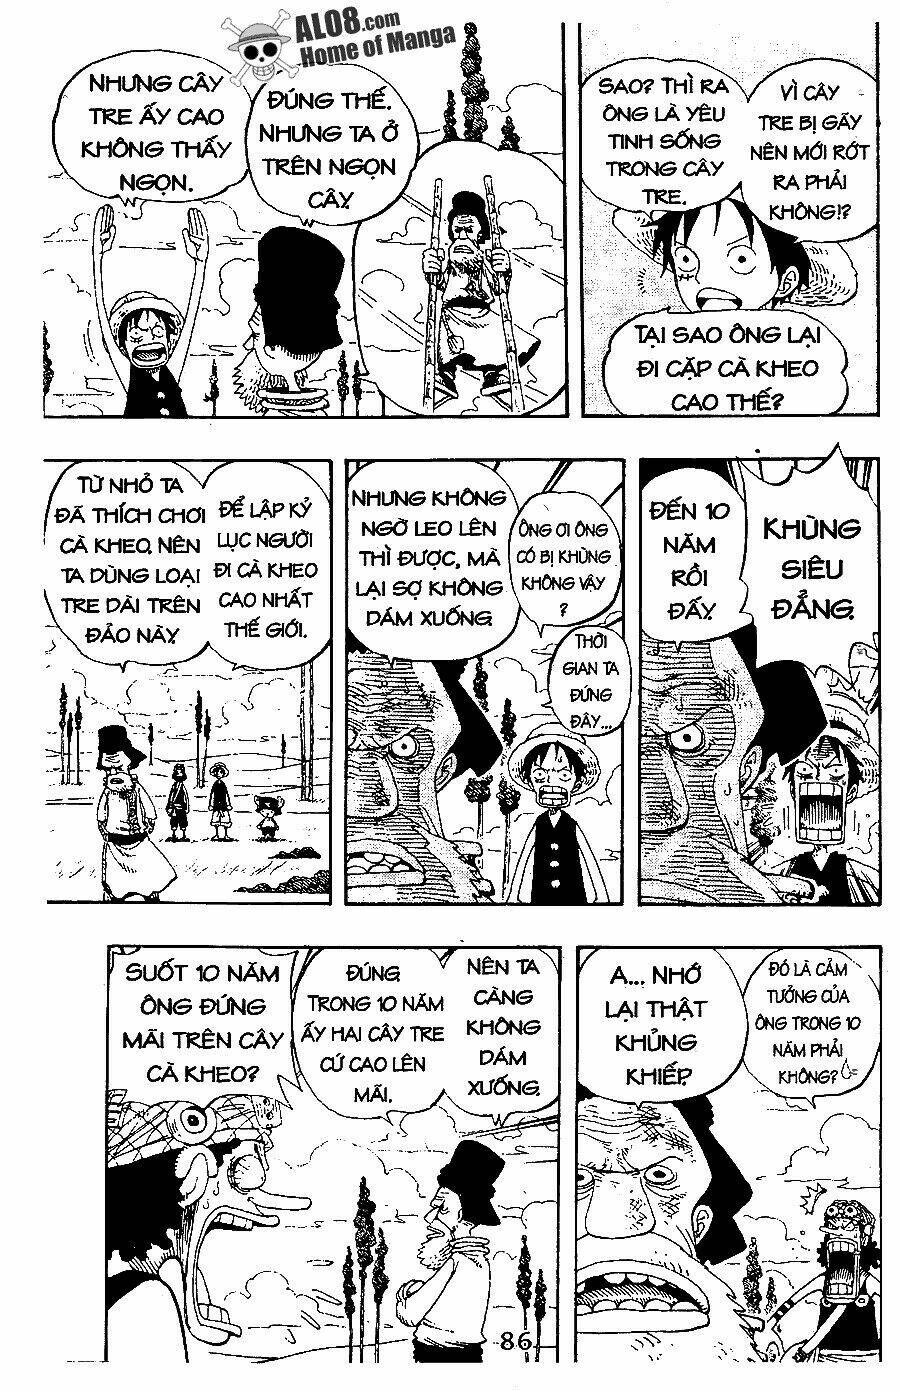 AL08.com
Home of Manga
NHƯNG CÂY
TRE ẤY CAO
KHÔNG THẤY
NGỌN.
ĐÚNG THẾ.
NHƯNG TA Ở
TRÊN NGỌN
CÂY.
SAO? THÌ RA
ÔNG LÀ YÊU
TINH SỐNG
TRONG CÂY
TRE.
VÌ CÂY
TRE BỊ GÃY
NÊN MỚI RỚT
RA PHẢI
KHÔNG!?
TẠI SAO ÔNG LẠI
ĐI CẶP CÀ KHEO
CAO THẾ?
TỪ NHỎ TA
ĐÃ THÍCH CHƠI
CÀ KHEO. NÊN
TA DÙNG LOẠI
TRE DÀI TRÊN
ĐẢO NÀY.
ĐỂ LẬP KỶ
LỤC NGƯỜI
ĐI CÀ KHEO
CAO NHẤT
THẾ GIỚI.
NHƯNG KHÔNG
NGỜ LEO LÊN
THÌ ĐƯỢC, MÀ
LẠI SỢ KHÔNG
DÁM XUỐNG.
ÔNG ƠI ÔNG
CÓ BỊ KHÙNG
KHÔNG VẬY
?
THỜI
GIAN TA
ĐỨNG
ĐÂY...
ĐẾN 10
NĂM
RỒI
ĐẤY.
KHÙNG
SIÊU
ĐẲNG.
SUỐT 10 NĂM
ÔNG ĐỨNG
MÃI TRÊN CÂY
CÀ KHEO?
ĐÚNG.
TRONG 10 NĂM
ẤY HAI CÂY TRE
CỨ CAO LÊN
MÃI.
NÊN TA
CÀNG
KHÔNG
DÁM
XUỐNG.
A... NHỚ
LẠI THẬT
KHỦNG
KHIẾP.
ĐÓ LÀ CẢM
TƯỞNG CỦA
ÔNG TRONG 10
NĂM PHẢI
KHÔNG?
86